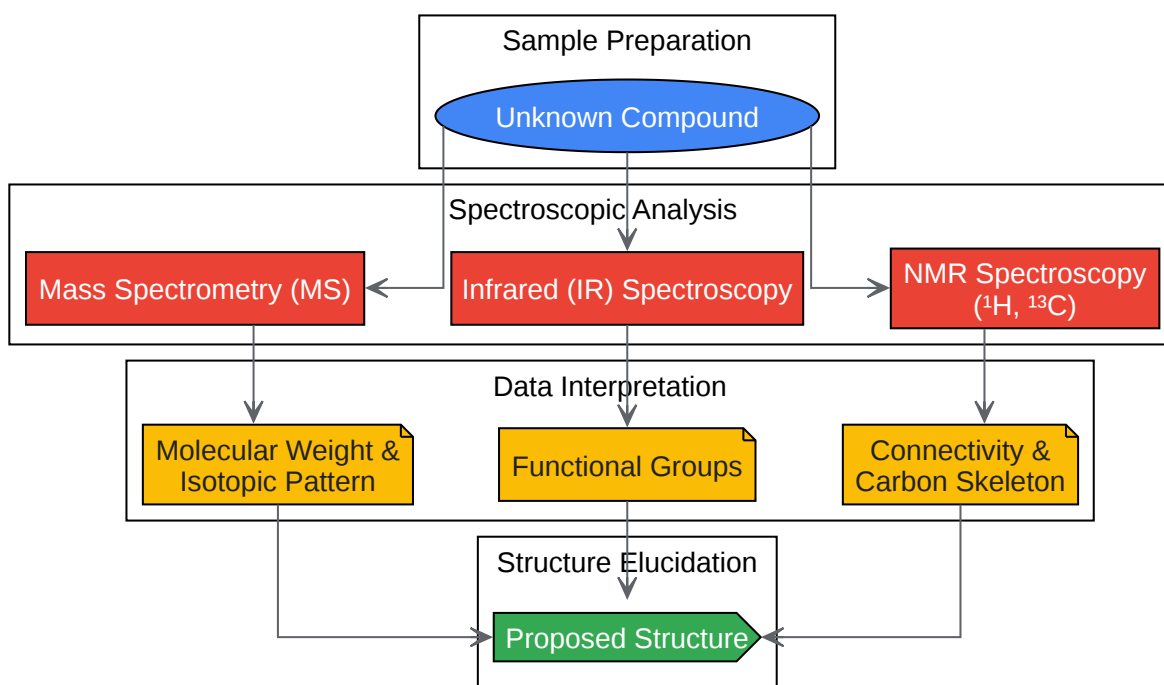 Sample Preparation
Unknown Compound
Spectroscopic Analysis
Mass Spectrometry (MS)
Infrared (IR) Spectroscopy
NMR Spectroscopy
(¹H, ¹³C)
Data Interpretation
Molecular Weight &
Isotopic Pattern
Functional Groups
Connectivity &
Carbon Skeleton
Structure Elucidation
Proposed Structure